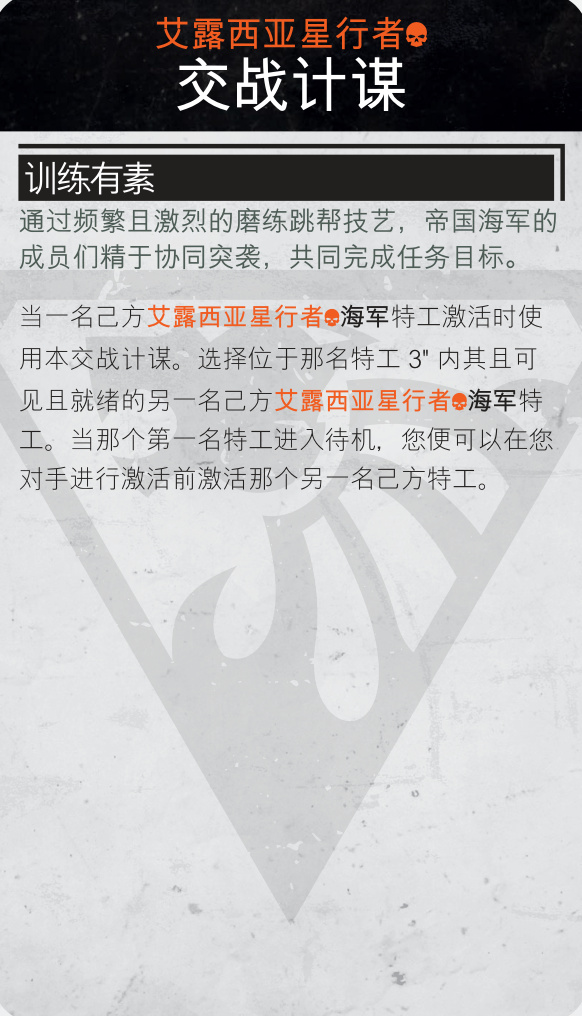 艾露西亚星行者
交战计谋
训练有素
通过频繁且激烈的磨练跳帮技艺，帝国海军的
成员们精于协同突袭，共同完成任务目标。
当一名己方艾露西亚星行者海军特工激活时使
用本交战计谋。选择位于那名特工 3" 内其且可
见且就绪的另一名己方艾露西亚星行者海军特
工。当那个第一名特工进入待机，您便可以在您
对手进行激活前激活那个另一名己方特工。